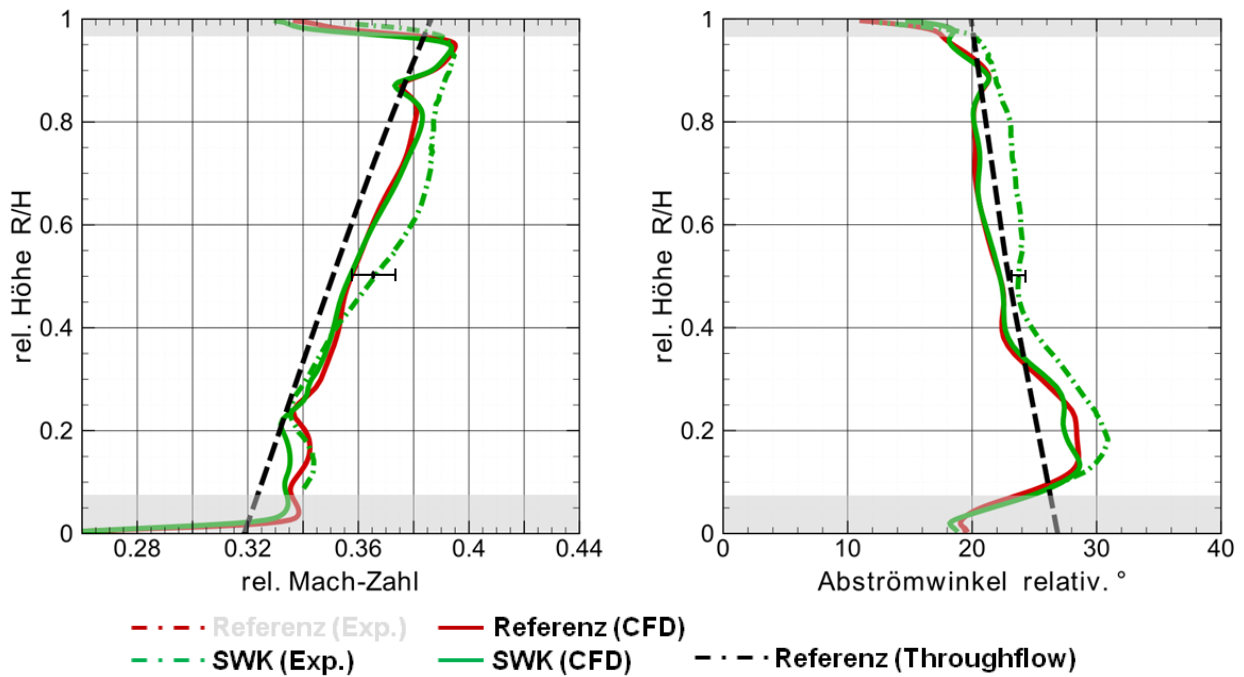 1
0.8
0.6
0.4
0.2
0
rel. Höhe R/H
0.28
0.32
0.36
0.4
0.44
rel. Mach-Zahl
1
0.8
0.6
0.4
0.2
0
rel. Höhe R/H
0
10
20
30
40
Abströmwinkel relativ. °
Referenz (Exp.)
Referenz (CFD)
SWK (Exp.)
SWK (CFD)
Referenz (Throughflow)